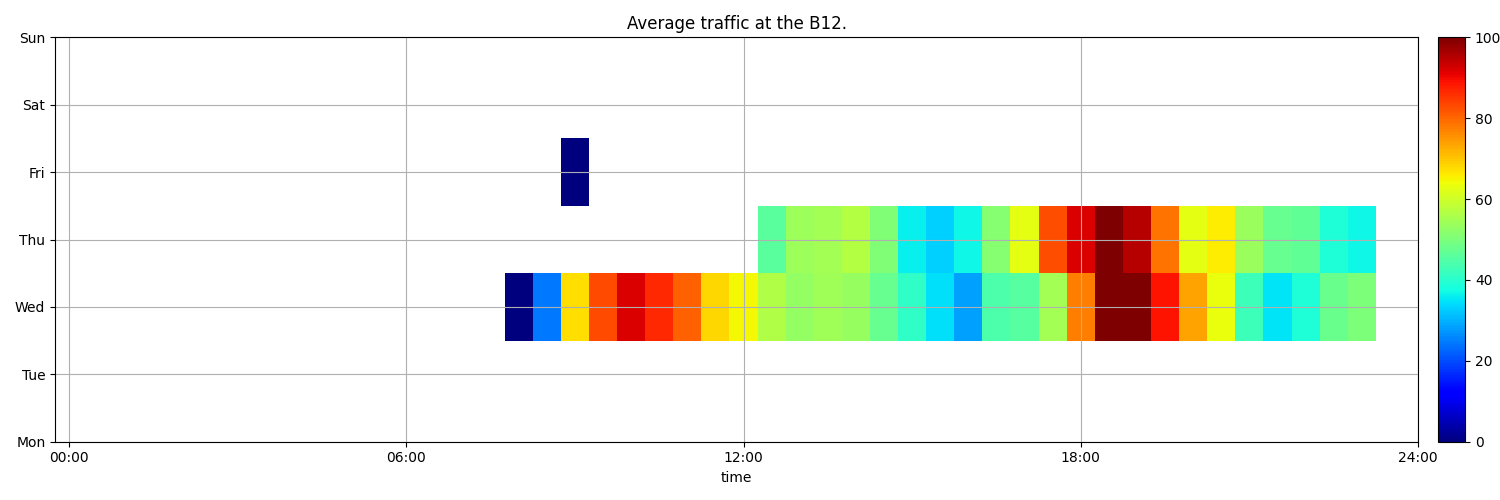 Average traffic at the B12.
Sun
Sat
Fri
Thu
Wed
Tue
Mon
00:00 06:00 12:00 18:00 24:00
time
100
80
60
40
20
0